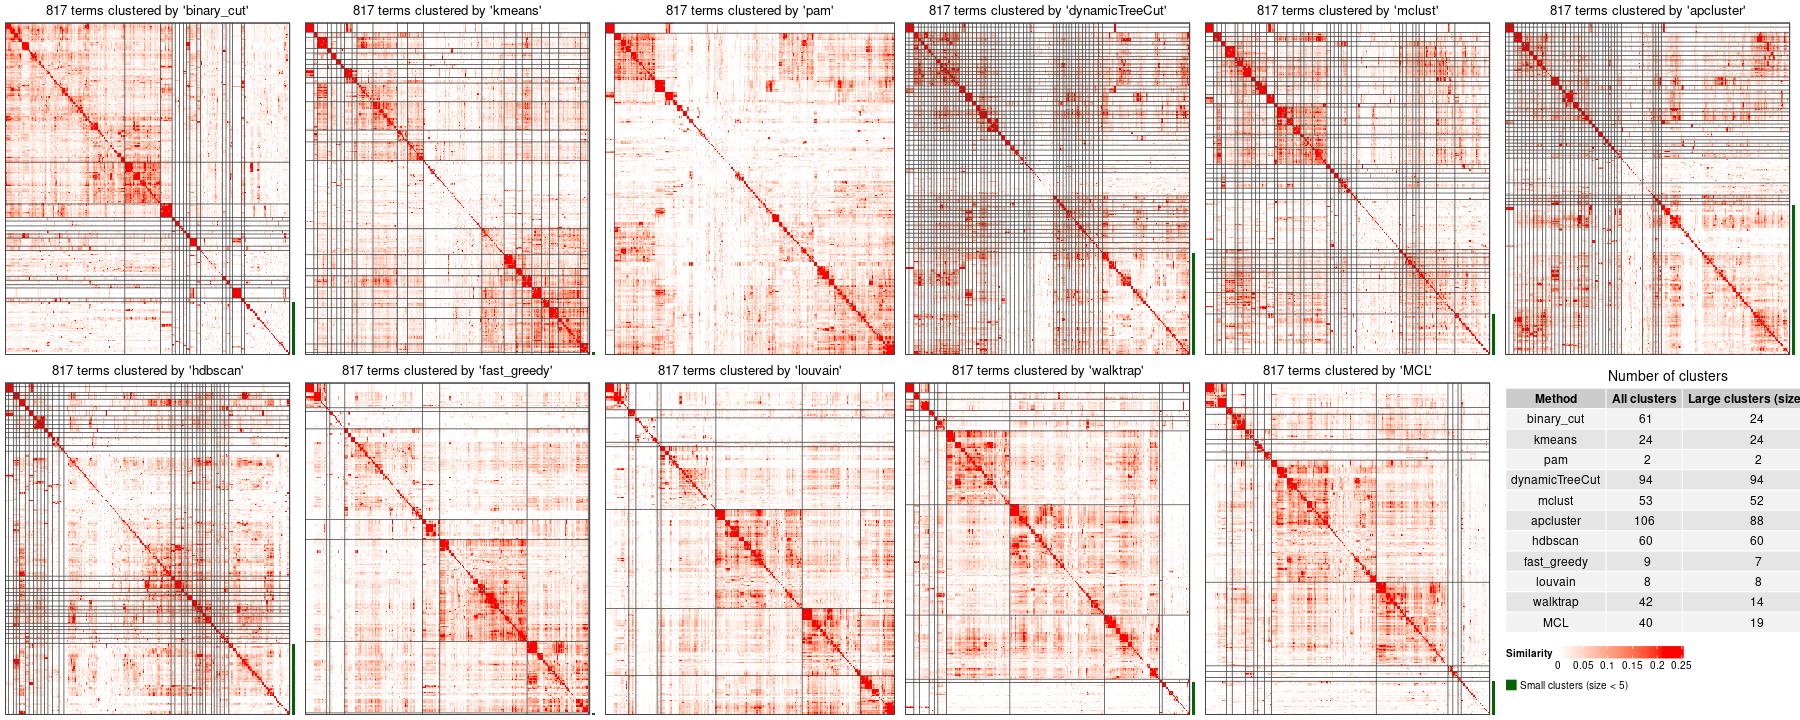 817 terms clustered by 'binary_cut'
817 terms clustered by 'kmeans'
817 terms clustered by 'pam'
817 terms clustered by 'dynamicTreeCut'
817 terms clustered by 'mclust'
817 terms clustered by 'apcluster'
817 terms clustered by 'hdbscan'
817 terms clustered by 'fast_greedy'
817 terms clustered by 'louvain'
817 terms clustered by 'walktrap'
817 terms clustered by 'MCL'
Number of clusters
Method All clusters Large clusters (size
binary_cut 61 24
kmeans 24 24
pam 2 2
dynamicTreeCut 94 94
mclust 53 52
apcluster 106 88
hdbscan 60 60
fast_greedy 9 7
louvain 8 8
walktrap 42 14
MCL 40 19
Similarity
0 0.05 0.1 0.15 0.2 0.25
Small clusters (size < 5)